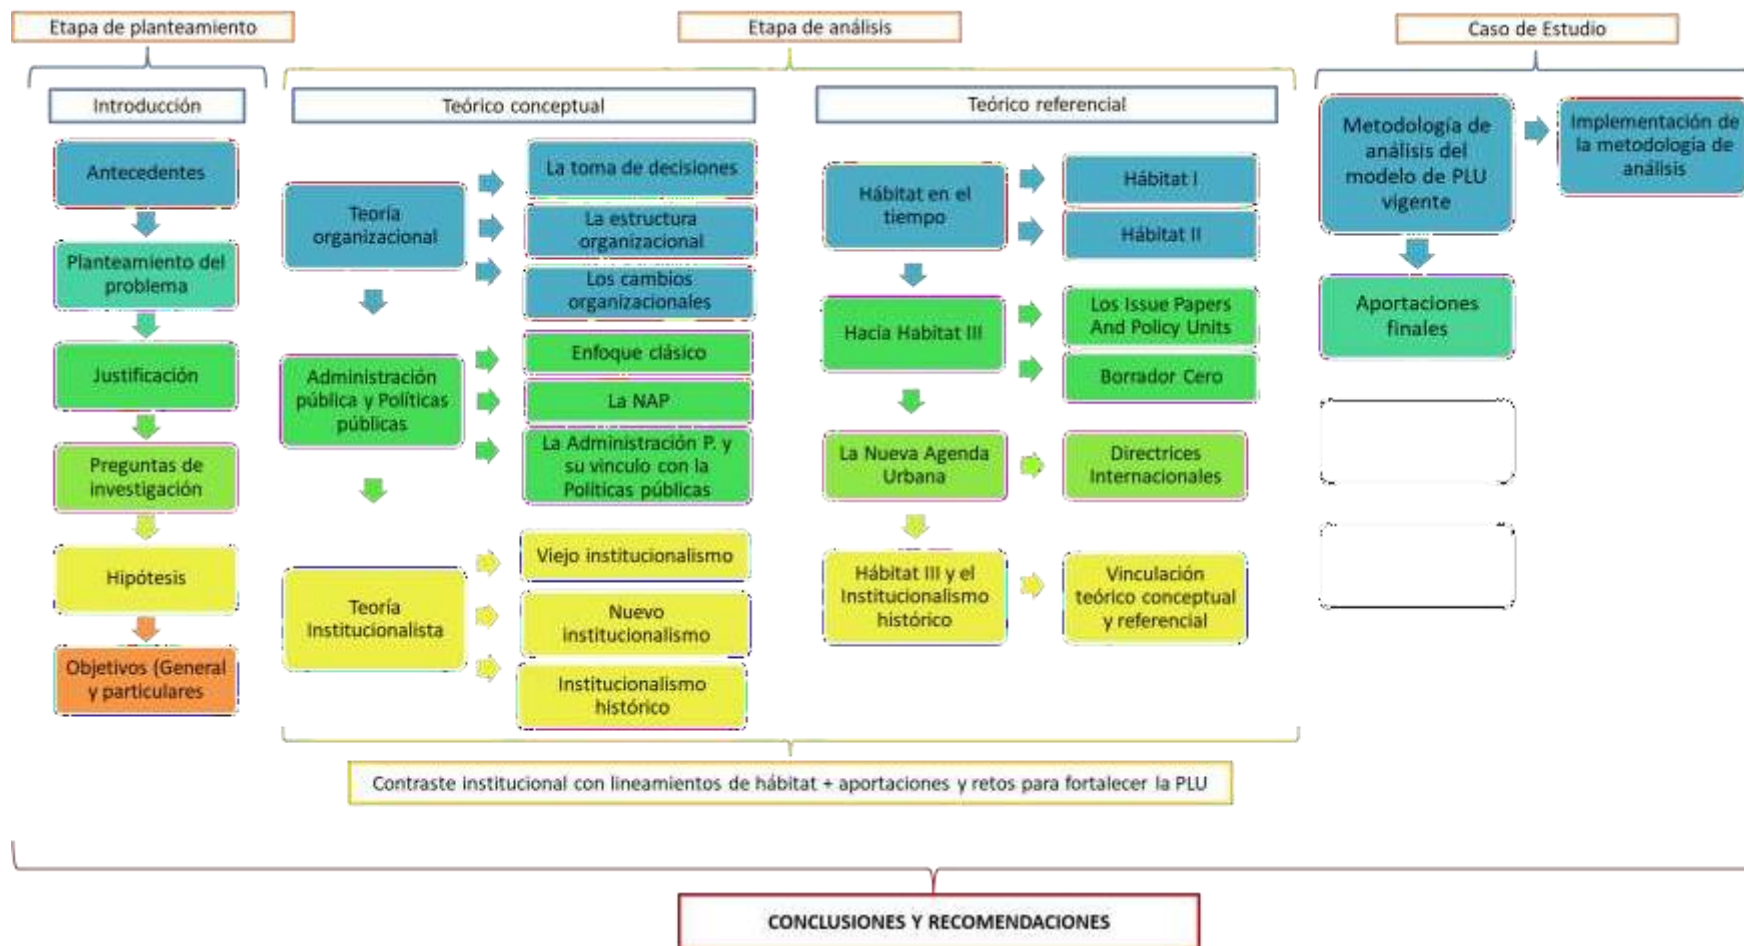 Etapa de planteamiento
Etapa de análisis
Caso de Estudio
Introducción
Teórico conceptual
Teórico referencial
Antecedentes
Planteamiento del
problema
Justificación
Preguntas de
investigación
Hipótesis
Objetivos (General
y particulares
Teoría
organizacional
La toma de decisiones
La estructura
organizacional
Los cambios
organizacionales
Administración
pública y Políticas
públicas
Enfoque clásico
La NAP
La Administración P. y
su vinculo con la
Políticas públicas
Teoría
Institucionalista
Viejo institucionalismo
Nuevo
institucionalismo
Institucionalismo
histórico
Hábitat en el
tiempo
Hábitat I
Hábitat II
Hacia Habitat III
Los Issue Papers
And Policy Units
Borrador Cero
La Nueva Agenda
Urbana
Directrices
Internacionales
Hábitat III y el
Institucionalismo
histórico
Vinculación
teórico conceptual
y referencial
Metodología de
análisis del
modelo de PLU
vigente
Implementación de
la metodología de
análisis
Aportaciones
finales
Contraste institucional con lineamientos de hábitat + aportaciones y retos para fortalecer la PLU
CONCLUSIONES Y RECOMENDACIONES